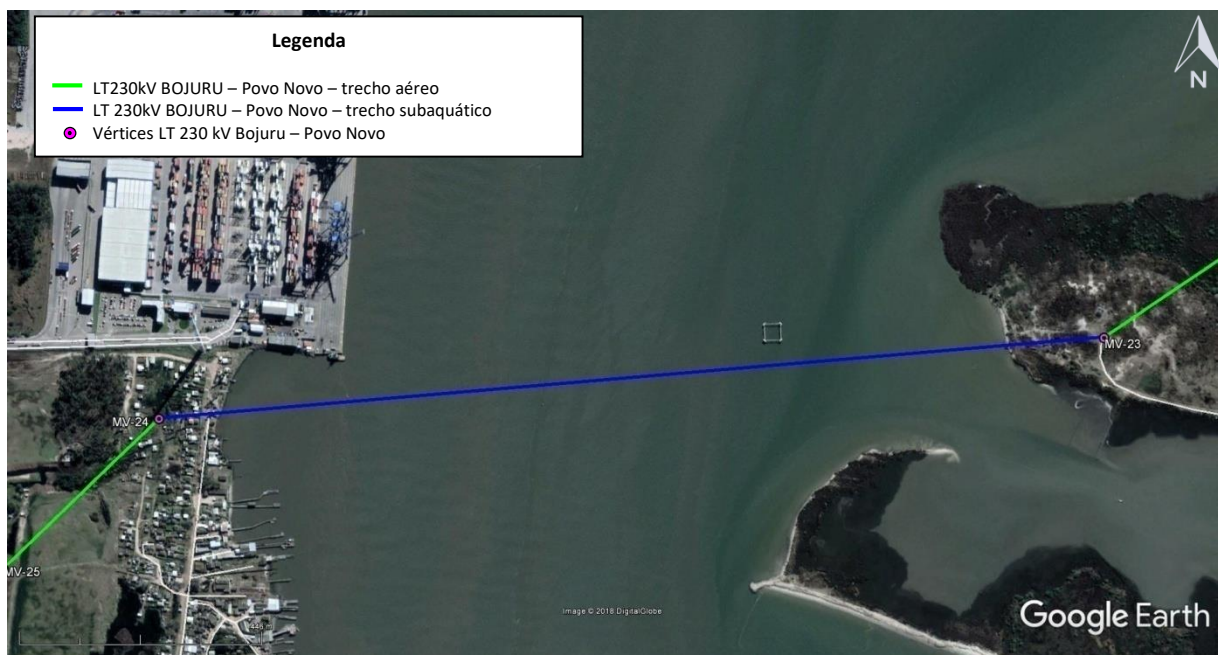 Legenda
LT230kV BOJURU – Povo Novo – trecho aéreo
LT 230kV BOJURU – Povo Novo – trecho subaquático
Vértices LT 230 kV Bojuru – Povo Novo
N
MV-23
MV-24
MV-25
Image © 2018 DigitalGlobe
Google Earth